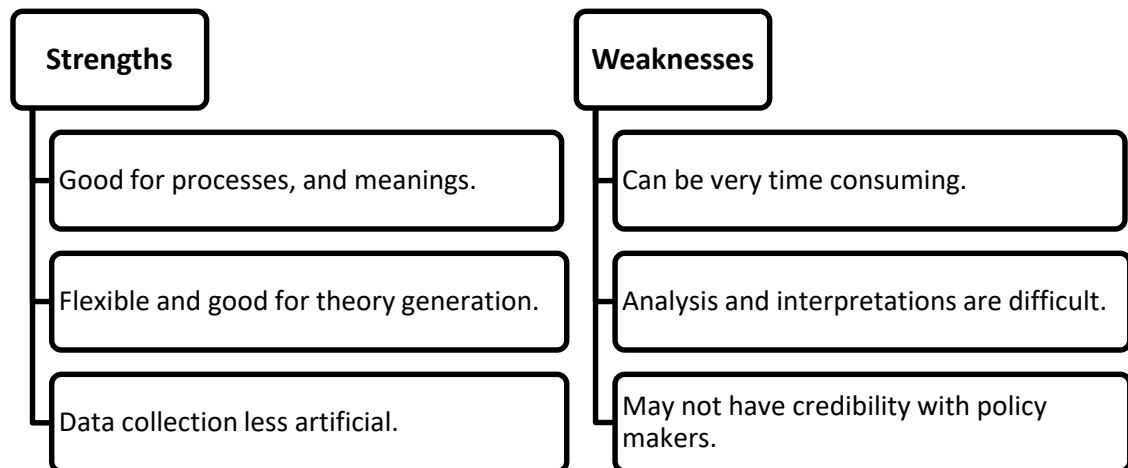 Strengths
Good for processes, and meanings.
Flexible and good for theory generation.
Data collection less artificial.
Weaknesses
Can be very time consuming.
Analysis and interpretations are difficult.
May not have credibility with policy
makers.